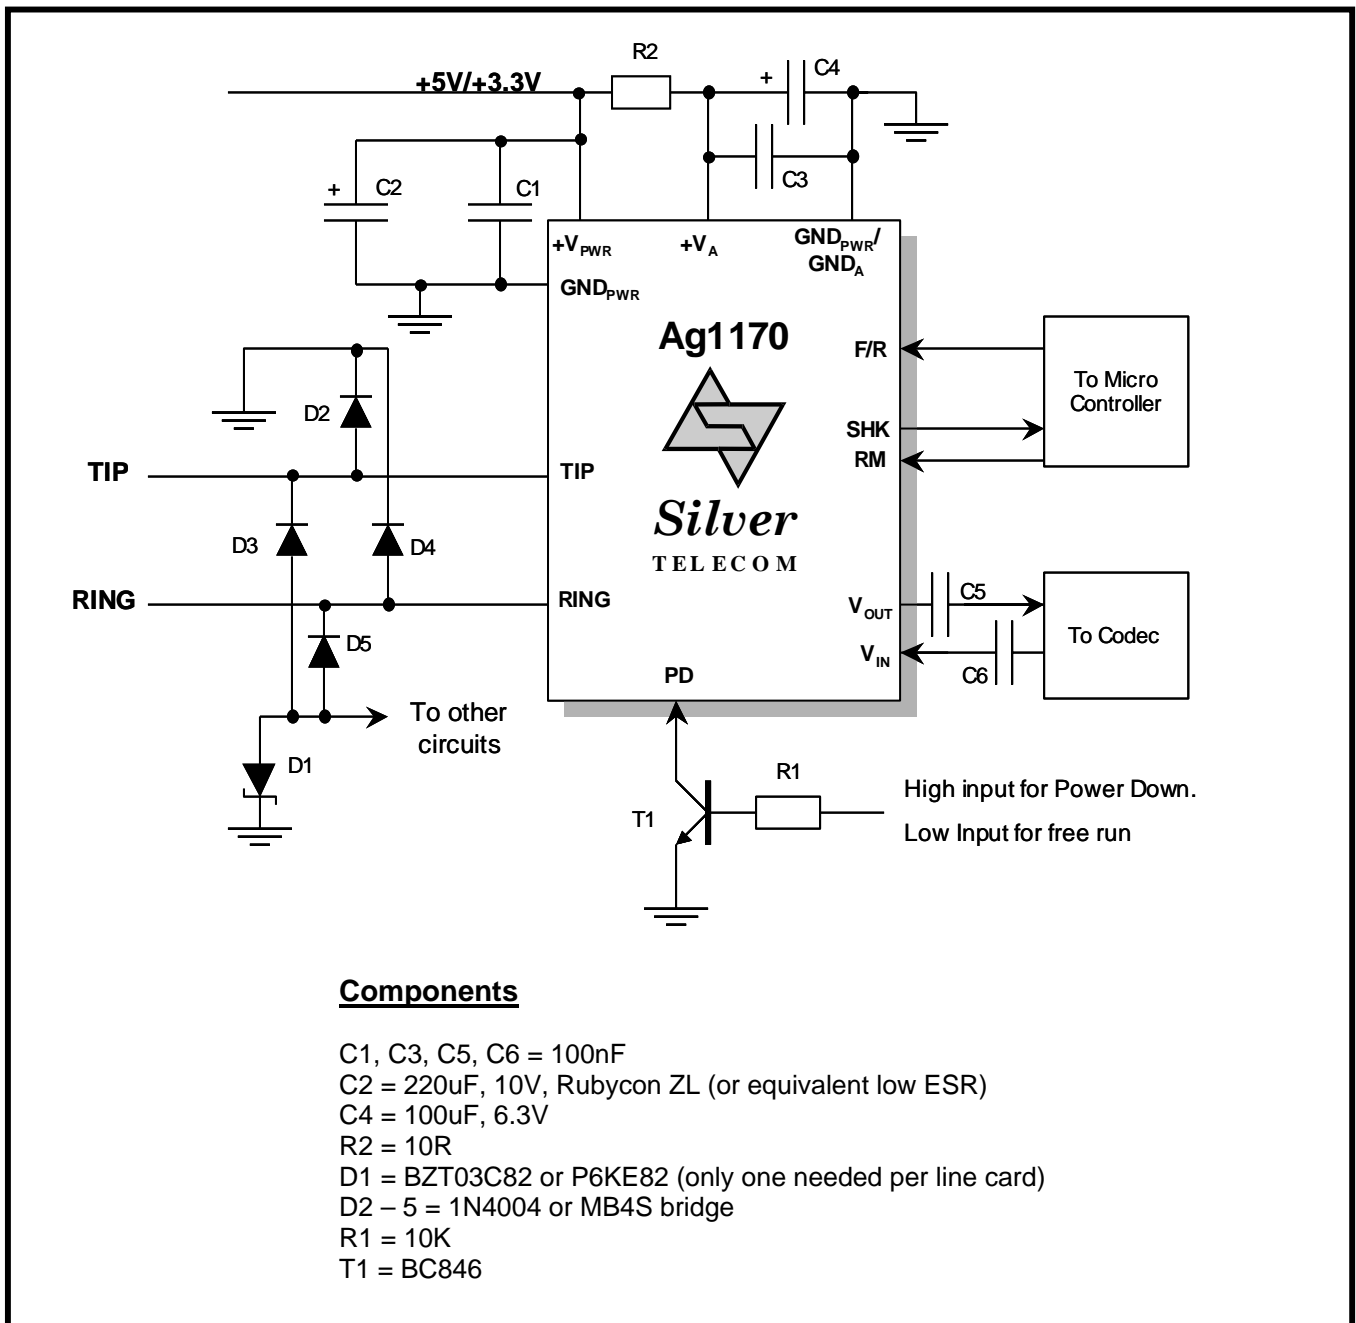 R2
C4
+5V/+3.3V
+
C3
+
C2
C1
+VPWR
+VA
GNDPWR/
GNDA
GNDPWR
Ag1170
F/R
To Micro
Controller
D2
SHK
TIP
TIP
RM
Silver
D3
D4
TELECOM
RING
RING
VOUT
C5
To Codec
D5
VIN
C6
PD
To other
circuits
D1
R1
High input for Power Down.
T1
Low Input for free run
Components
C1, C3, C5, C6 = 100nF
C2 = 220uF, 10V, Rubycon ZL (or equivalent low ESR)
C4 = 100uF, 6.3V
R2 = 10R
D1 = BZT03C82 or P6KE82 (only one needed per line card)
D2 – 5 = 1N4004 or MB4S bridge
R1 = 10K
T1 = BC846